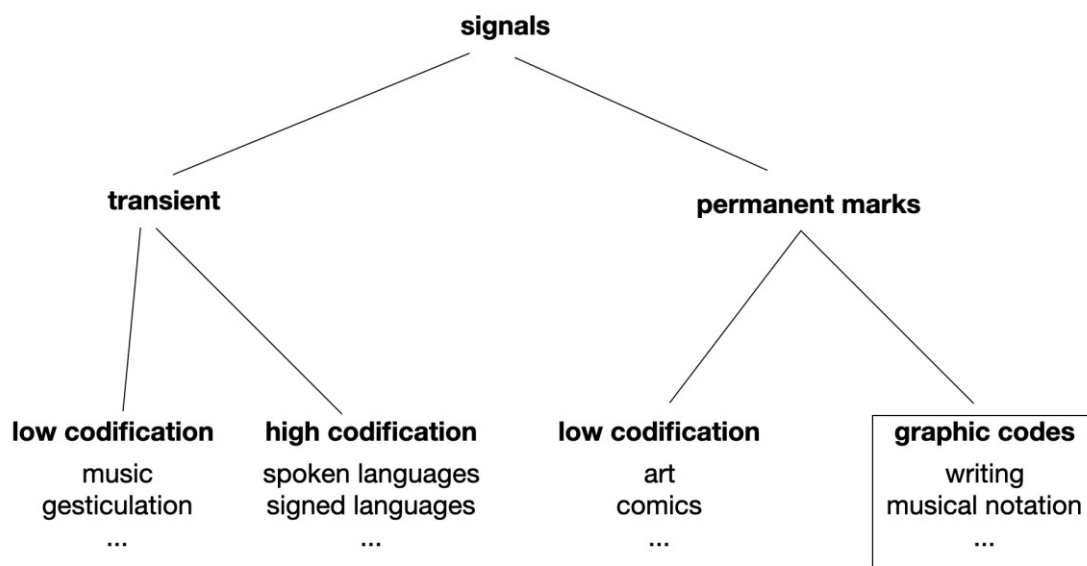 signals
transient
permanent marks
low codification
music
gesticulation
...
high codification
spoken languages
signed languages
...
low codification
art
comics
...
graphic codes
writing
musical notation
...